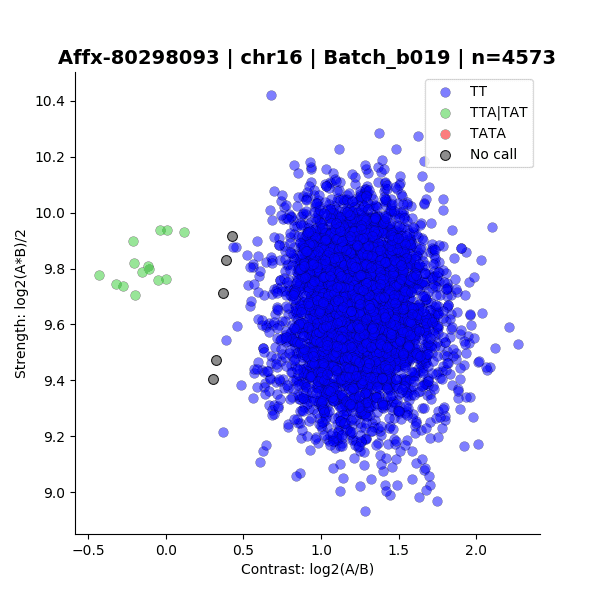 Affx-80298093 | chr16 | Batch_b019 | n=4573
TT
TTA|TAT
TATA
No call
10.4
10.2
10.0
9.8
9.6
9.4
9.2
9.0
Strength: log2(A*B)/2
−0.5
0.0
0.5
1.0
1.5
2.0
Contrast: log2(A/B)